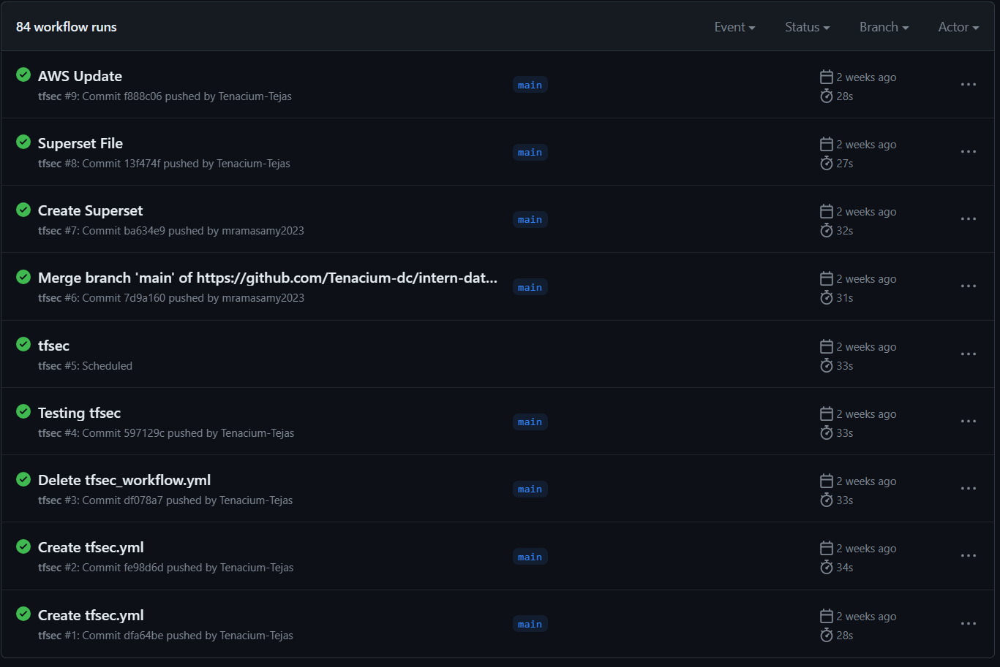 84 workflow runs Event Status Branch Actor
AWS Update
tfsec #9: Commit f888c06 pushed by Tenacium-Tejas
main
2 weeks ago
28s
Superset File
tfsec #8: Commit 13f474f pushed by Tenacium-Tejas
main
2 weeks ago
27s
Create Superset
tfsec #7: Commit ba634e9 pushed by mramasamy2023
main
2 weeks ago
32s
Merge branch 'main' of https://github.com/Tenacium-dc/intern-dat...
tfsec #6: Commit 7d9a160 pushed by mramasamy2023
main
2 weeks ago
31s
tfsec
tfsec #5: Scheduled
2 weeks ago
33s
Testing tfsec
tfsec #4: Commit 597129c pushed by Tenacium-Tejas
main
2 weeks ago
33s
Delete tfsec_workflow.yml
tfsec #3: Commit df078a7 pushed by Tenacium-Tejas
main
2 weeks ago
33s
Create tfsec.yml
tfsec #2: Commit fe98d6d pushed by Tenacium-Tejas
main
2 weeks ago
34s
Create tfsec.yml
tfsec #1: Commit dfa64be pushed by Tenacium-Tejas
main
2 weeks ago
28s